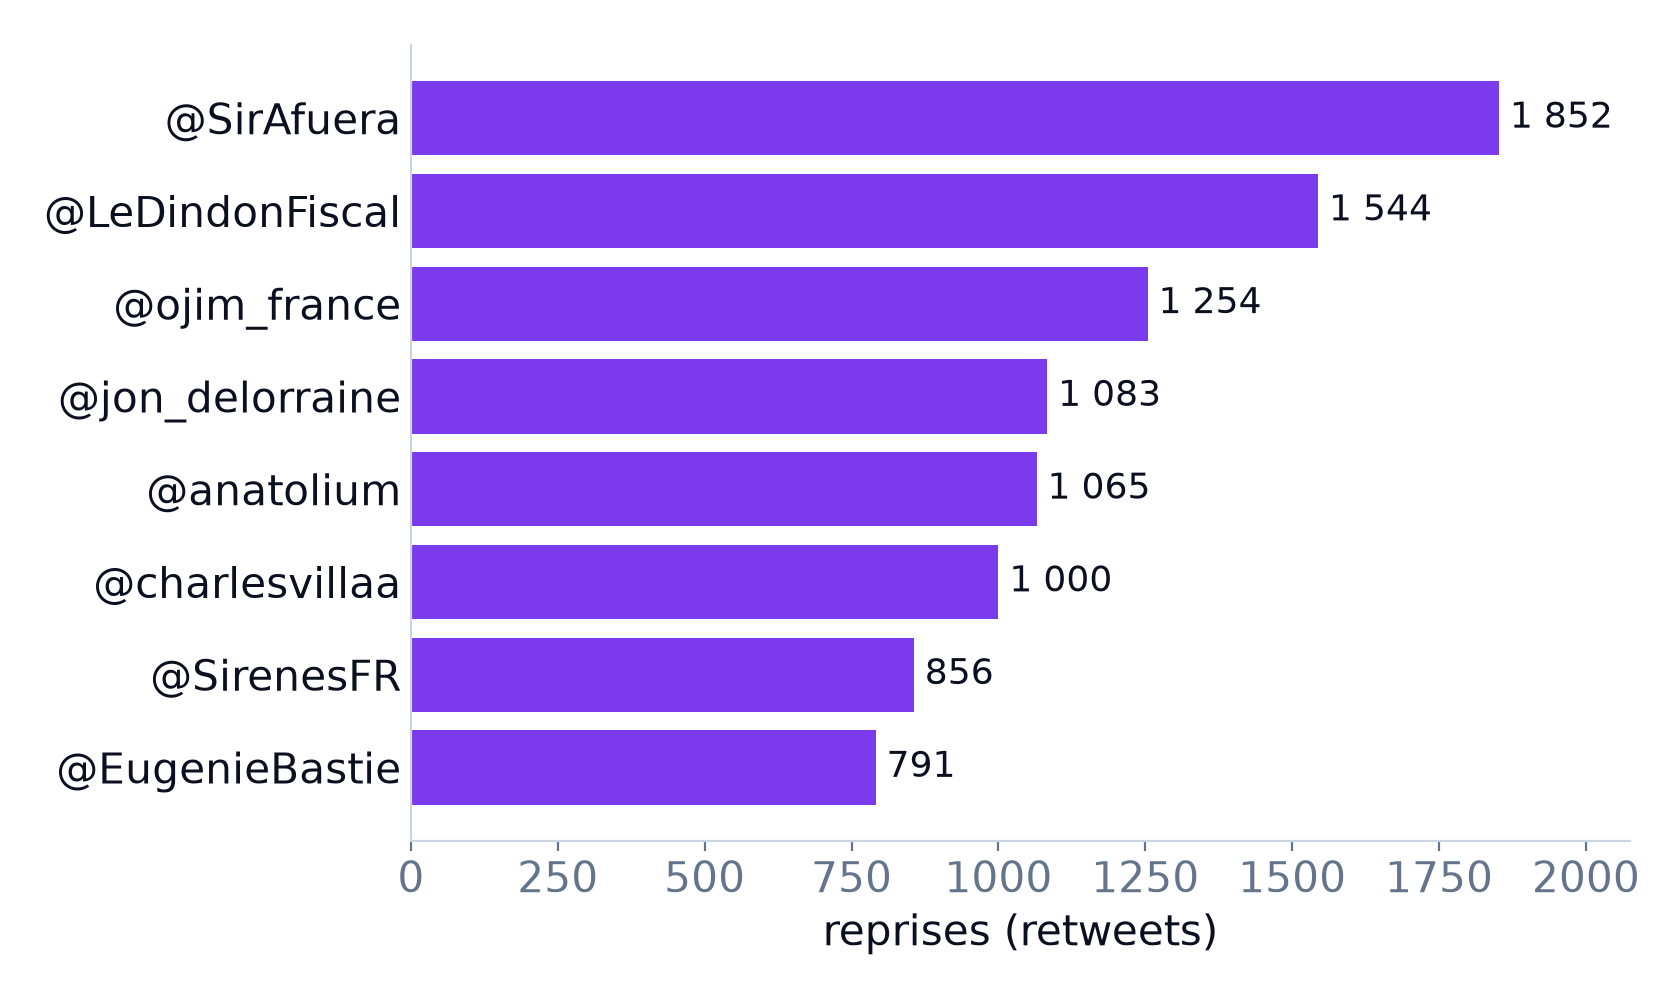 @SirAfuera 1 852
@LeDindonFiscal 1 544
@ojim_france 1 254
@jon_delorraine 1 083
@anatolium 1 065
@charlesvillaa 1 000
@SirenesFR 856
@EugenieBastie 791
0 250 500 750 1000 1250 1500 1750 2000
reprises (retweets)